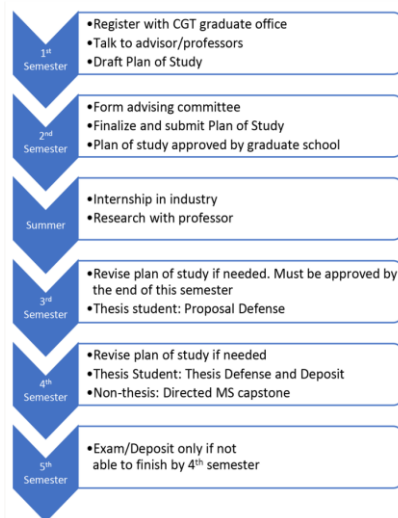 •Register with CGT graduate office
•Talk to advisor/professors
•Draft Plan of Study
1st
Semester
•Form advising committee
•Finalize and submit Plan of Study
•Plan of study approved by graduate school
2nd
Semester
•Internship in industry
•Research with professor
Summer
•Revise plan of study if needed. Must be approved by
the end of this semester
•Thesis student: Proposal Defense
3rd
Semester
•Revise plan of study if needed
•Thesis Student: Thesis Defense and Deposit
•Non-thesis: Directed MS capstone
4th
Semester
•Exam/Deposit only if not
able to finish by 4th semester
5th
Semester